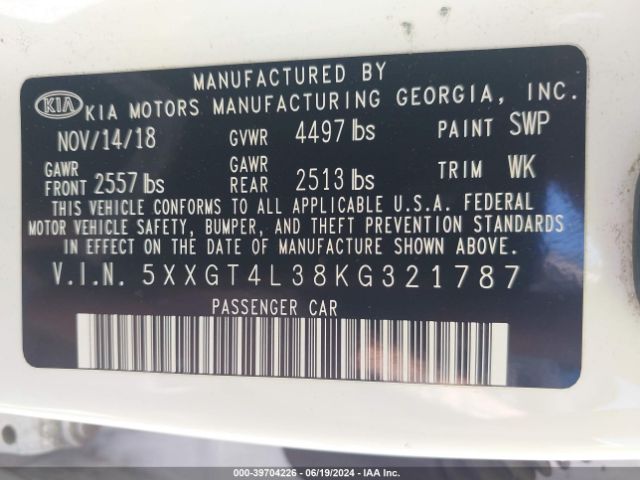 MANUFACTURED BY
KIA KIA MOTORS MANUFACTURING GEORGIA, INC.
NOV/14/18 GVWR 4497 lbs PAINT SWP
GAWR FRONT 2557 lbs GAWR REAR 2513 lbs TRIM WK
THIS VEHICLE CONFORMS TO ALL APPLICABLE U.S.A. FEDERAL
MOTOR VEHICLE SAFETY, BUMPER, AND THEFT PREVENTION STANDARDS
IN EFFECT ON THE DATE OF MANUFACTURE SHOWN ABOVE.
V.I.N. 5XXGT4L38KG321787
PASSENGER CAR
000-39704226 - 06/19/2024 - IAA Inc.